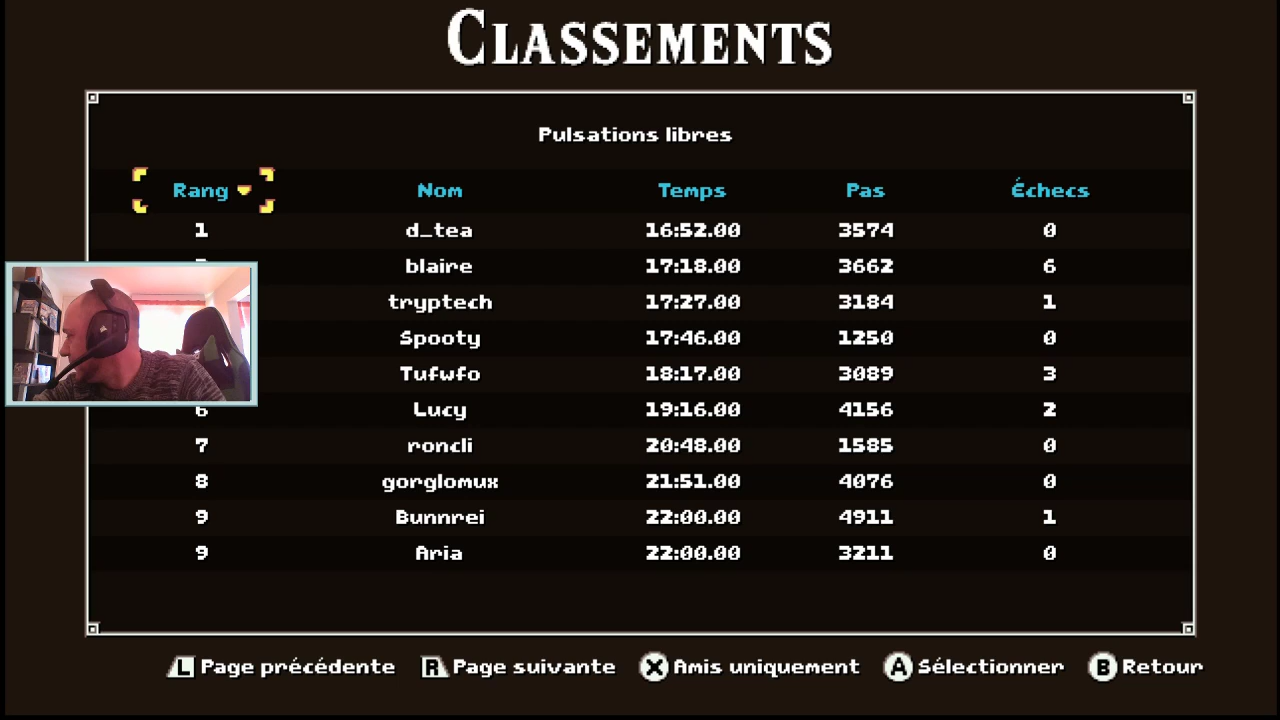 CLASSEMENTS
Pulsations libres
Rang Nom Temps Pas Échecs
1 d_tea 16:52.00 3574 0
blaire 17:18.00 3662 6
tryptech 17:27.00 3184 1
Spooty 17:46.00 1250 0
Tufwfo 18:17.00 3089 3
6 Lucy 19:16.00 4156 2
7 roncli 20:48.00 1585 0
8 gorglomux 21:51.00 4076 0
9 Bunnrei 22:00.00 4911 1
9 Aria 22:00.00 3211 0
L Page précédente R Page suivante X Amis uniquement A Sélectionner B Retour